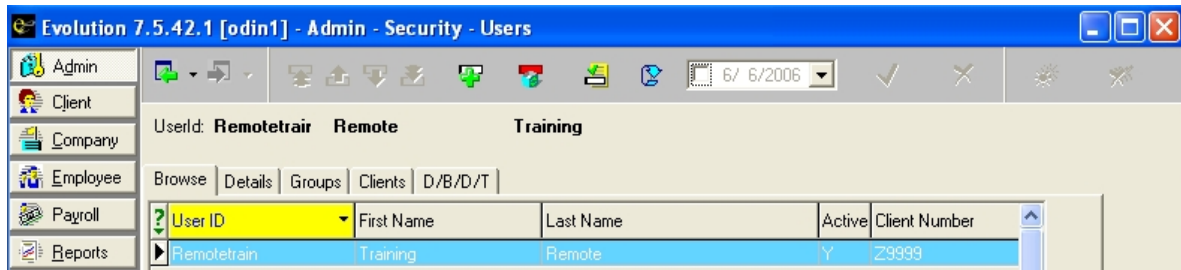 Evolution 7.5.42.1 [odin1] - Admin - Security - Users
Admin
6/ 6/2006
Client
UserId: Remotetrair Remote Training
Company
Employee
Browse Details Groups Clients D/B/D/T
Payroll
? User ID First Name Last Name Active Client Number
Reports
Remotetrain Training Remote Y Z9999